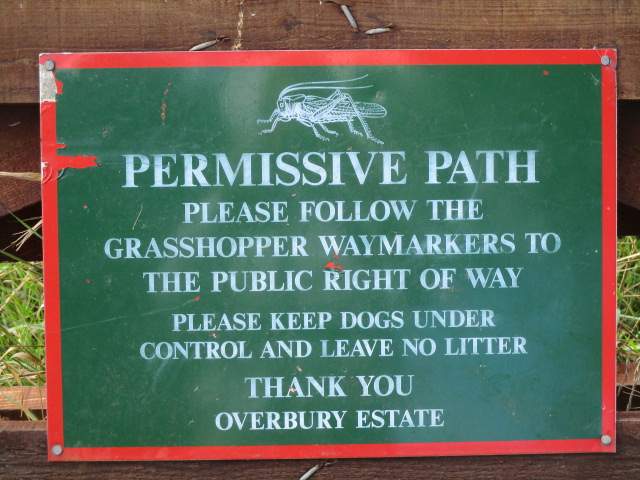 PERMISSIVE PATH
PLEASE FOLLOW THE
GRASSHOPPER WAYMARKERS TO
THE PUBLIC RIGHT OF WAY
PLEASE KEEP DOGS UNDER
CONTROL AND LEAVE NO LITTER
THANK YOU
OVERBURY ESTATE